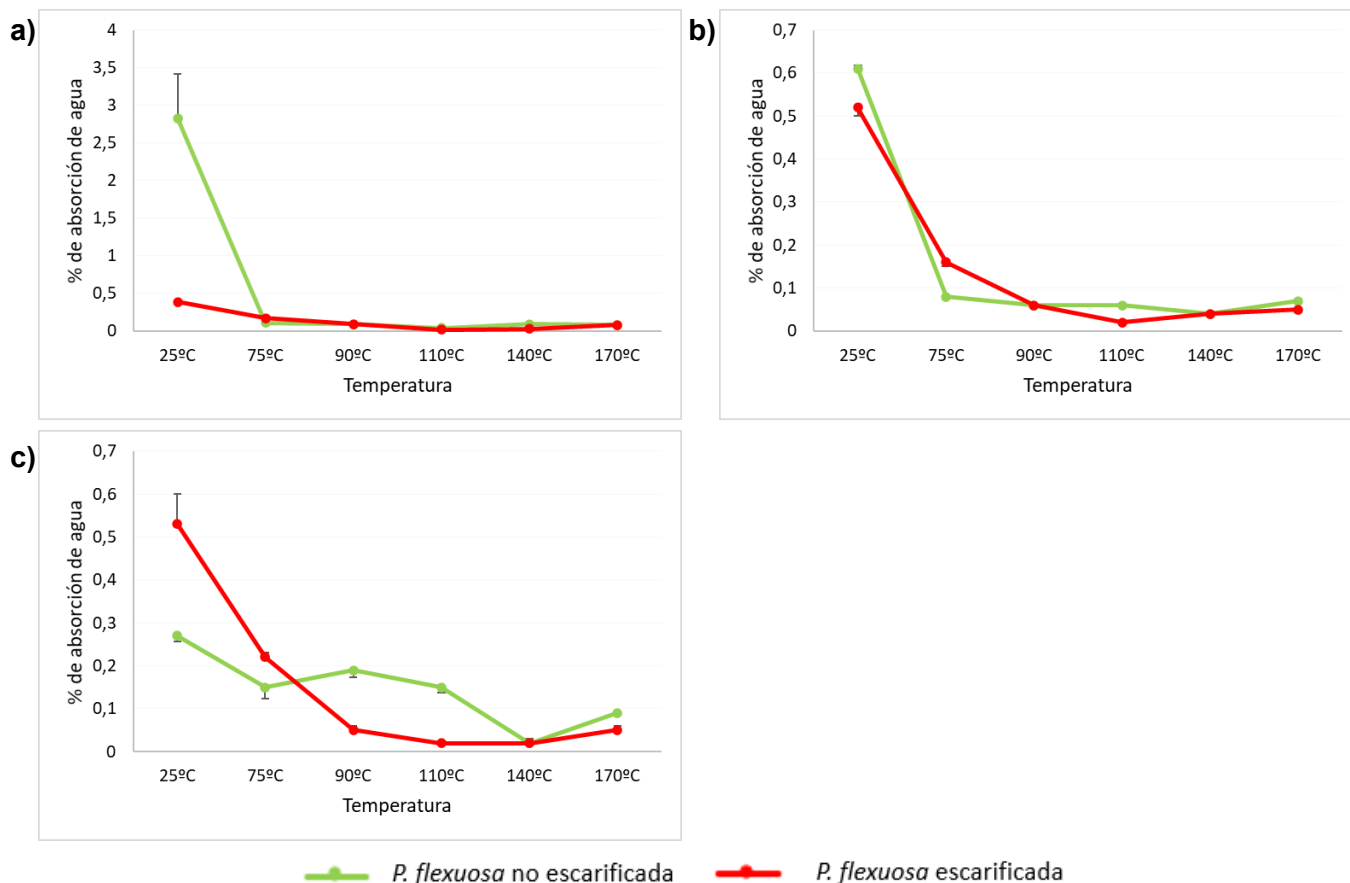 a)
% de absorción de agua
4
3,5
3
2,5
2
1,5
1
0,5
0
25ºC 75ºC 90ºC 110ºC 140ºC 170ºC
Temperatura
b)
% de absorción de agua
0,7
0,6
0,5
0,4
0,3
0,2
0,1
0
25ºC 75ºC 90ºC 110ºC 140ºC 170ºC
Temperatura
c)
% de absorción de agua
0,7
0,6
0,5
0,4
0,3
0,2
0,1
0
25ºC 75ºC 90ºC 110ºC 140ºC 170ºC
Temperatura
P. flexuosa no escarificada P. flexuosa escarificada